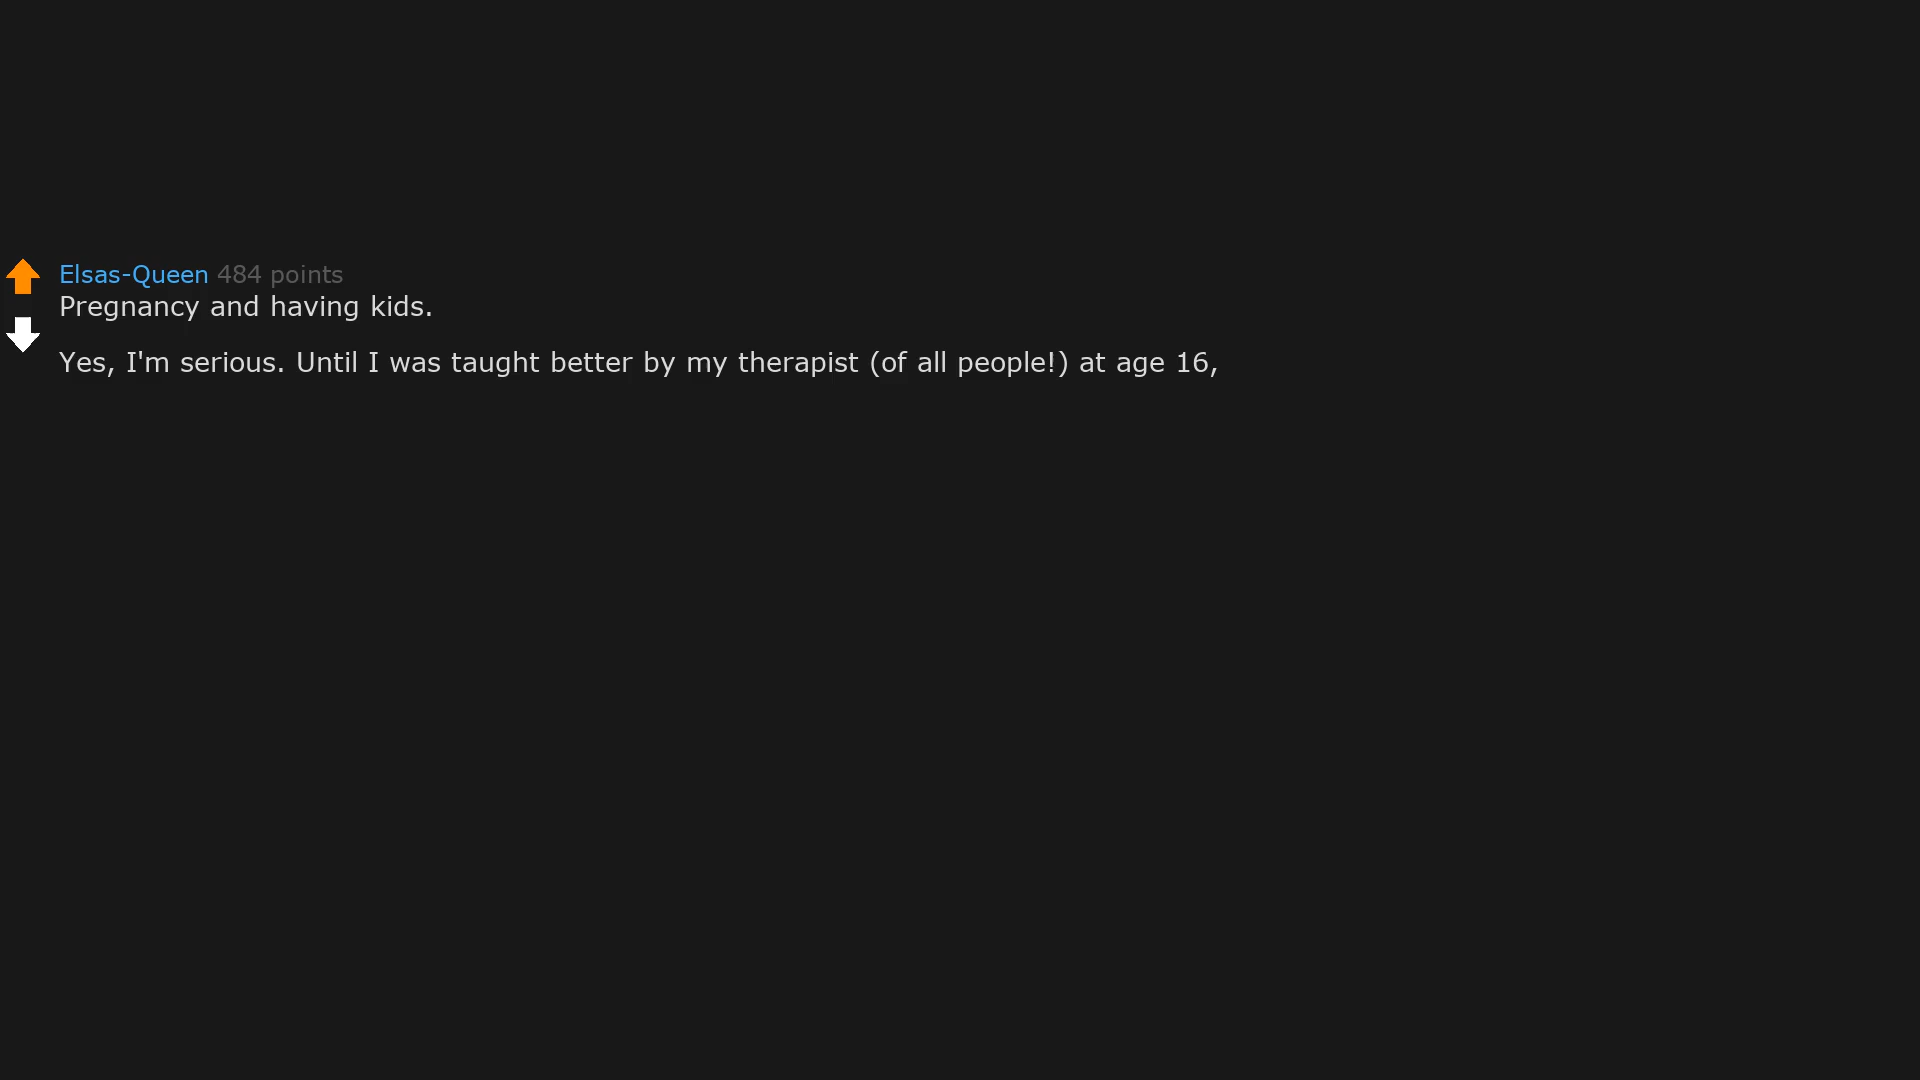 Elsas-Queen 484 points
Pregnancy and having kids.
Yes, I'm serious. Until I was taught better by my therapist (of all people!) at age 16,